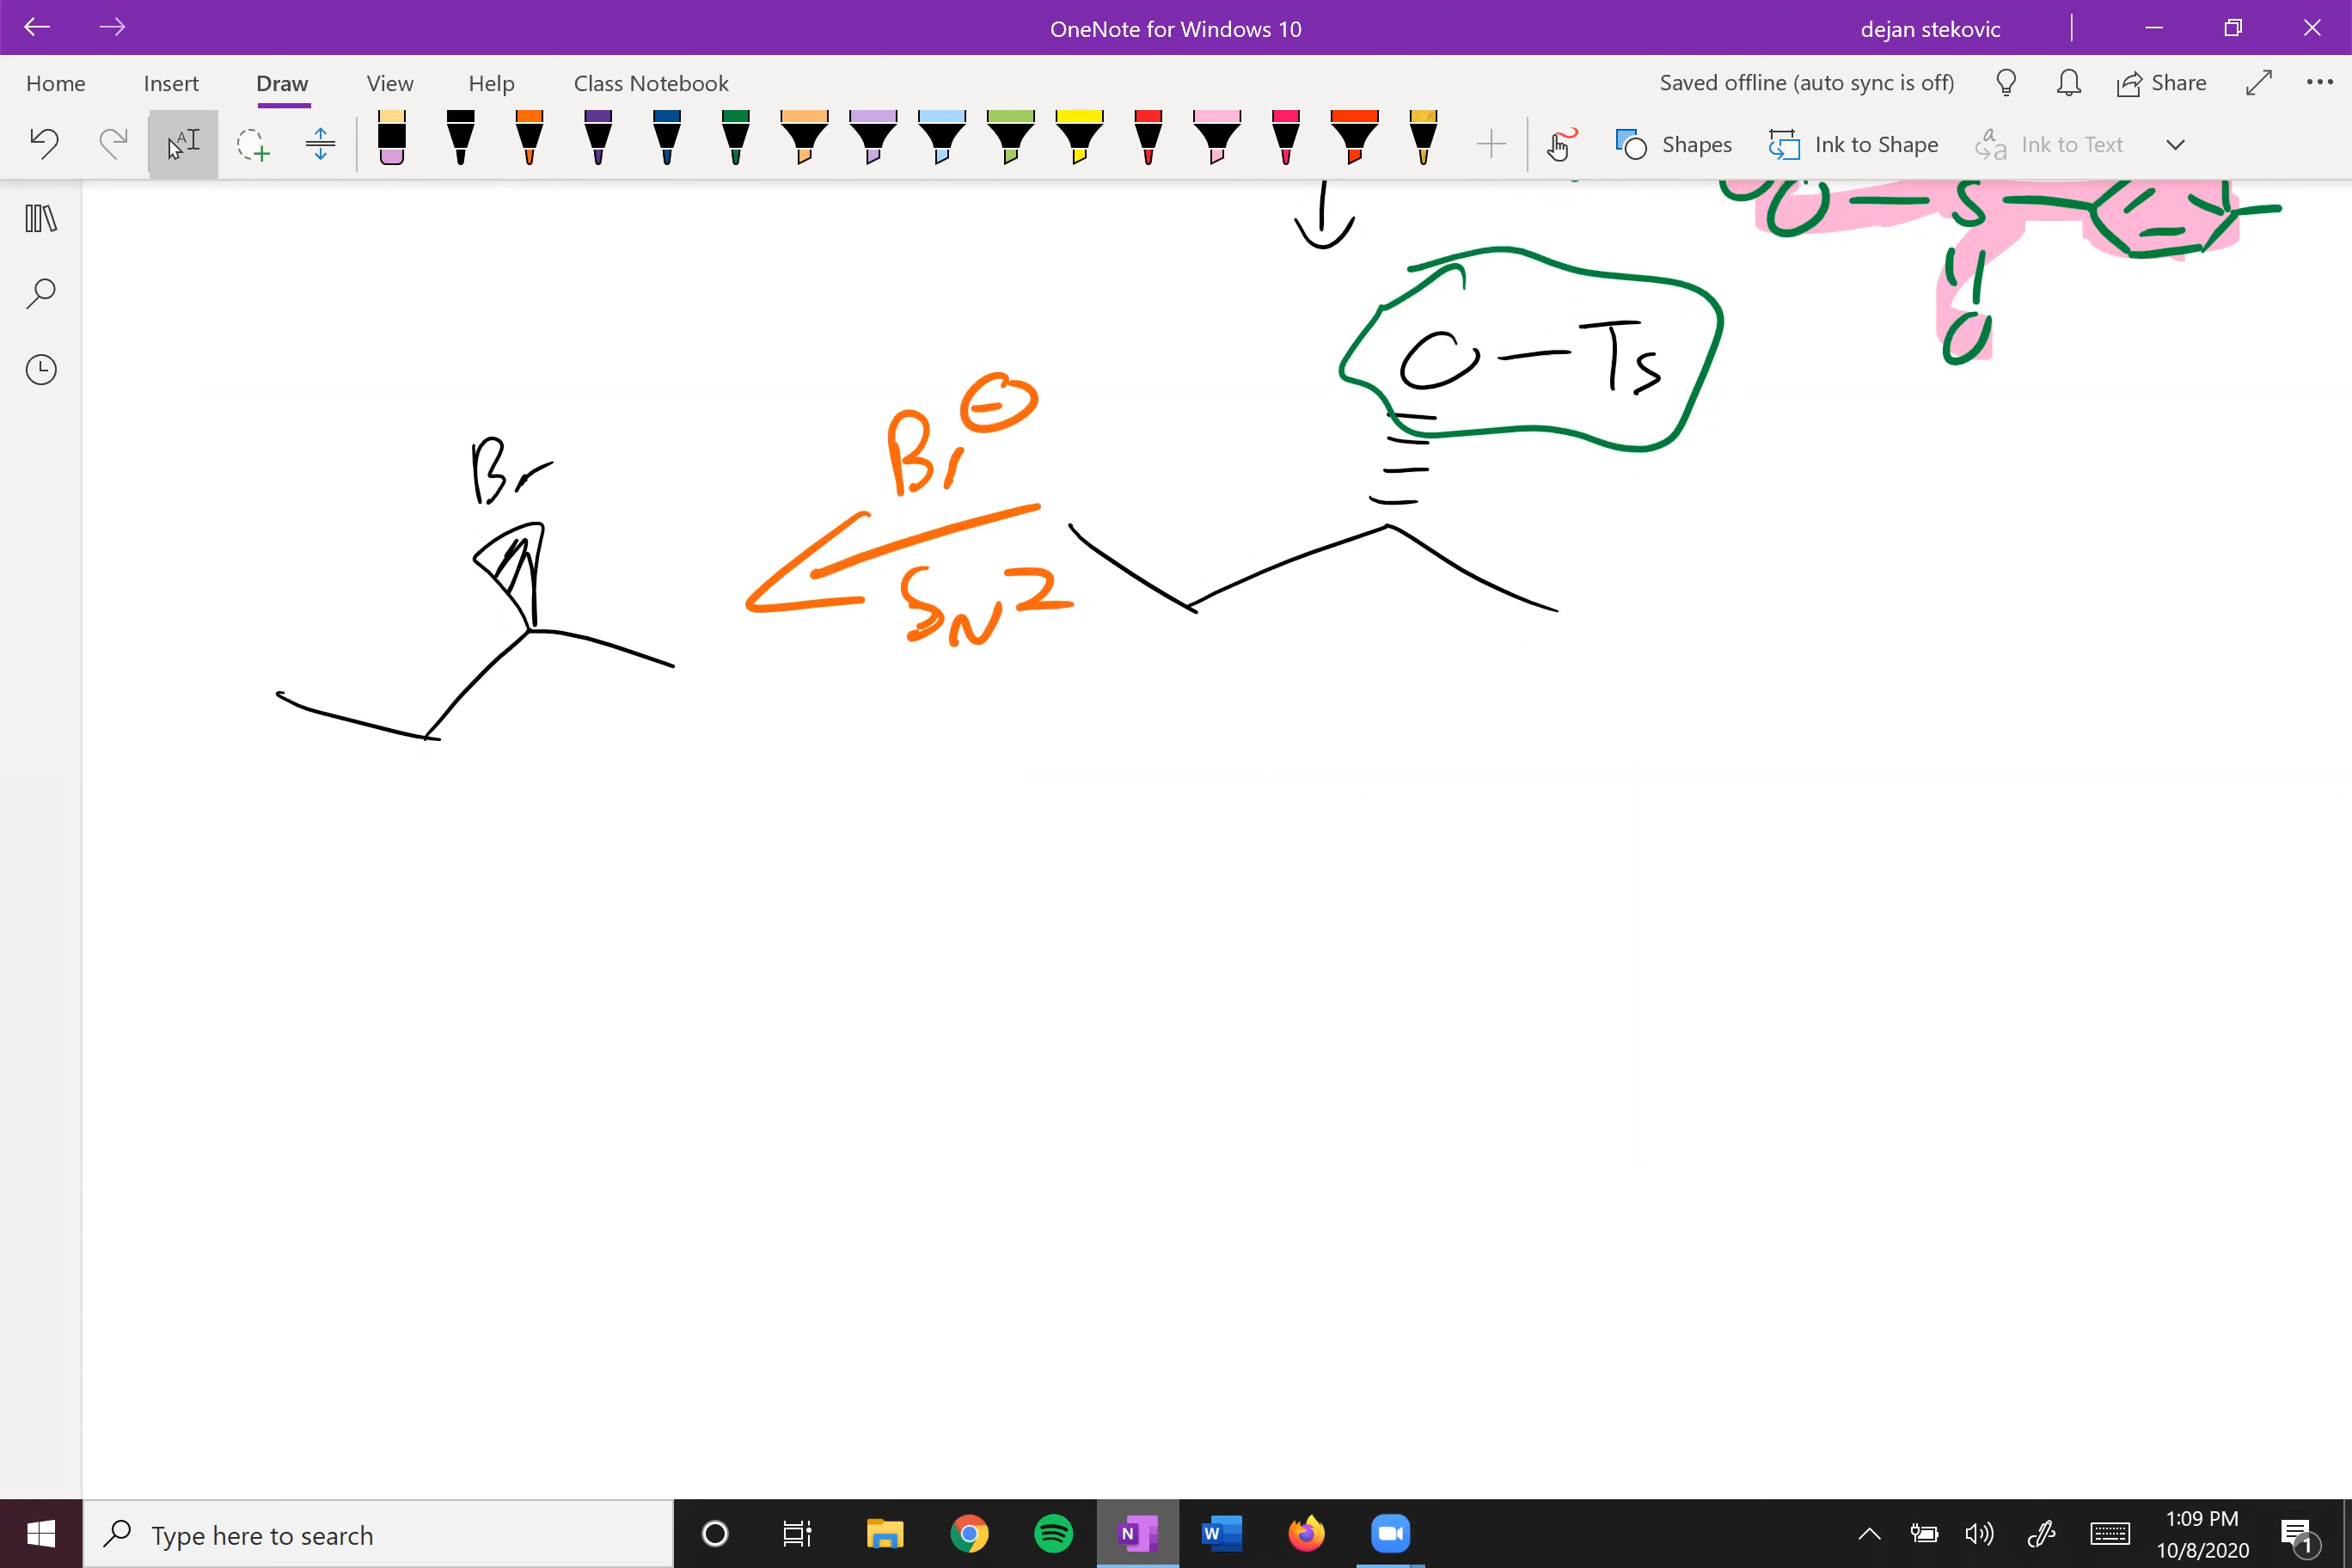 OneNote for Windows 10
dejan stekovic
Home Insert Draw View Help Class Notebook
Saved offline (auto sync is off) Share
Shapes Ink to Shape Ink to Text
O—S
O
O—Ts
Br⊖
Br
SN2
Type here to search
N W
1:09 PM
10/8/2020
1